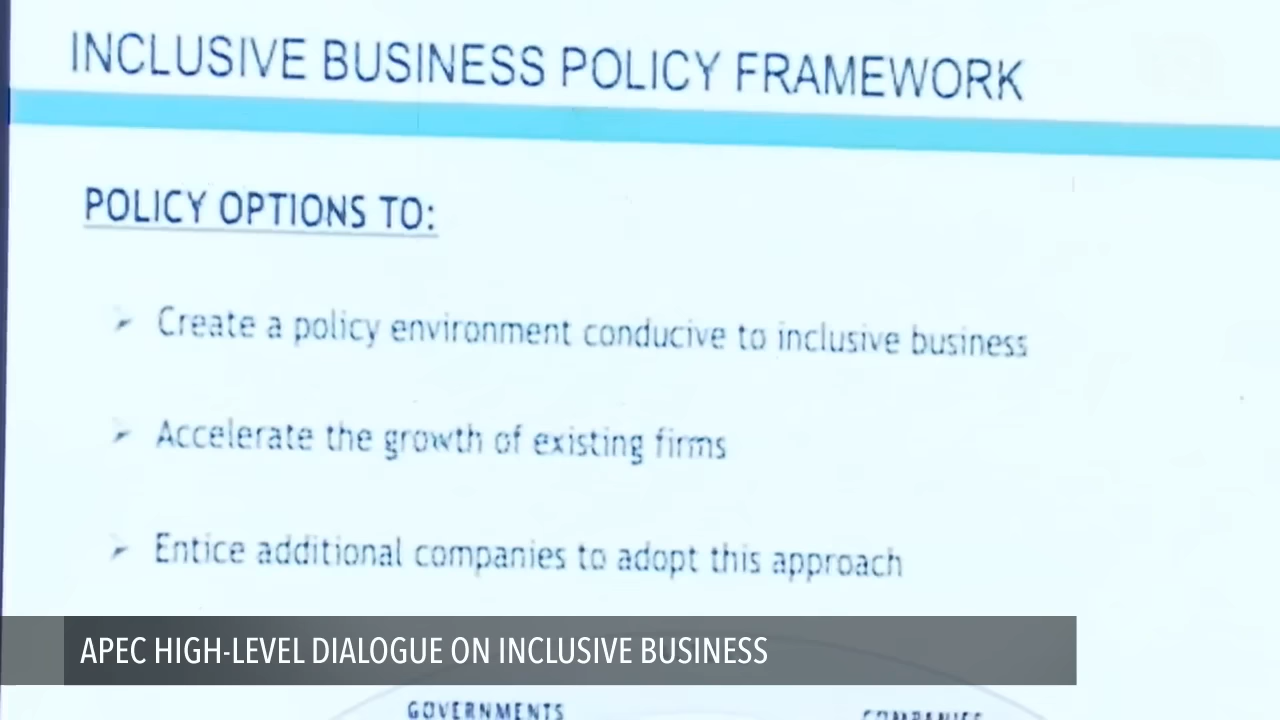 INCLUSIVE BUSINESS POLICY FRAMEWORK
POLICY OPTIONS TO:
➢ Create a policy environment conducive to inclusive business
➢ Accelerate the growth of existing firms
➢ Entice additional companies to adopt this approach
APEC HIGH-LEVEL DIALOGUE ON INCLUSIVE BUSINESS
GOVERNMENTS COMPANIES